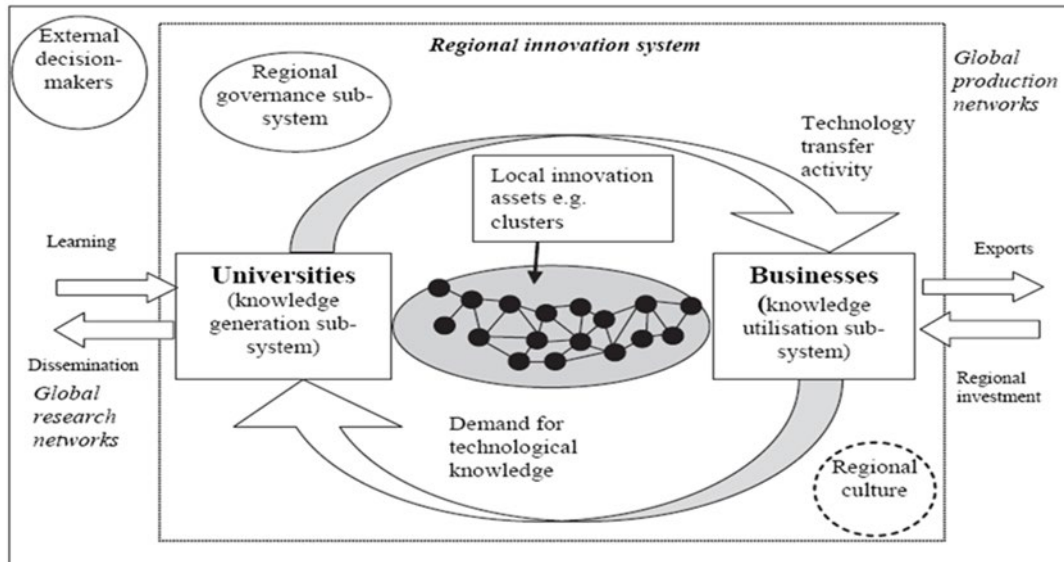 External
decision-
makers
Regional innovation system
Regional
governance sub-
system
Global
production
networks
Technology
transfer
activity
Local innovation
assets e.g.
clusters
Learning
Universities
(knowledge
generation sub-
system)
Businesses
(knowledge
utilisation sub-
system)
Exports
Dissemination
Global
research
networks
Regional
investment
Demand for
technological
knowledge
Regional
culture